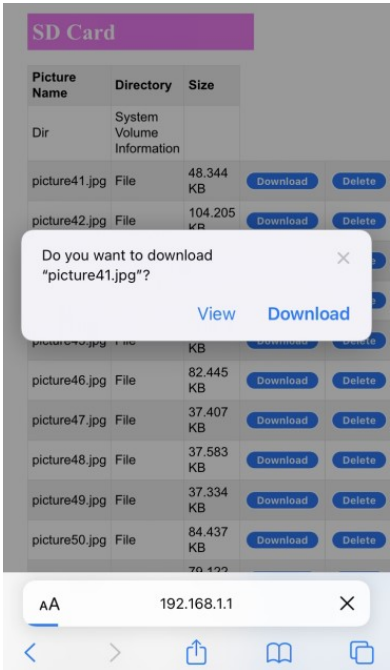 SD Card
Picture Name Directory Size
Dir System Volume Information
picture41.jpg File 48.344 KB Download Delete
picture42.jpg File 104.205 KB Download Delete
Do you want to download
“picture41.jpg”?
View Download
KB
picture46.jpg File 82.445 KB Download Delete
picture47.jpg File 37.407 KB Download Delete
picture48.jpg File 37.583 KB Download Delete
picture49.jpg File 37.334 KB Download Delete
picture50.jpg File 84.437 KB Download Delete
AA 192.168.1.1